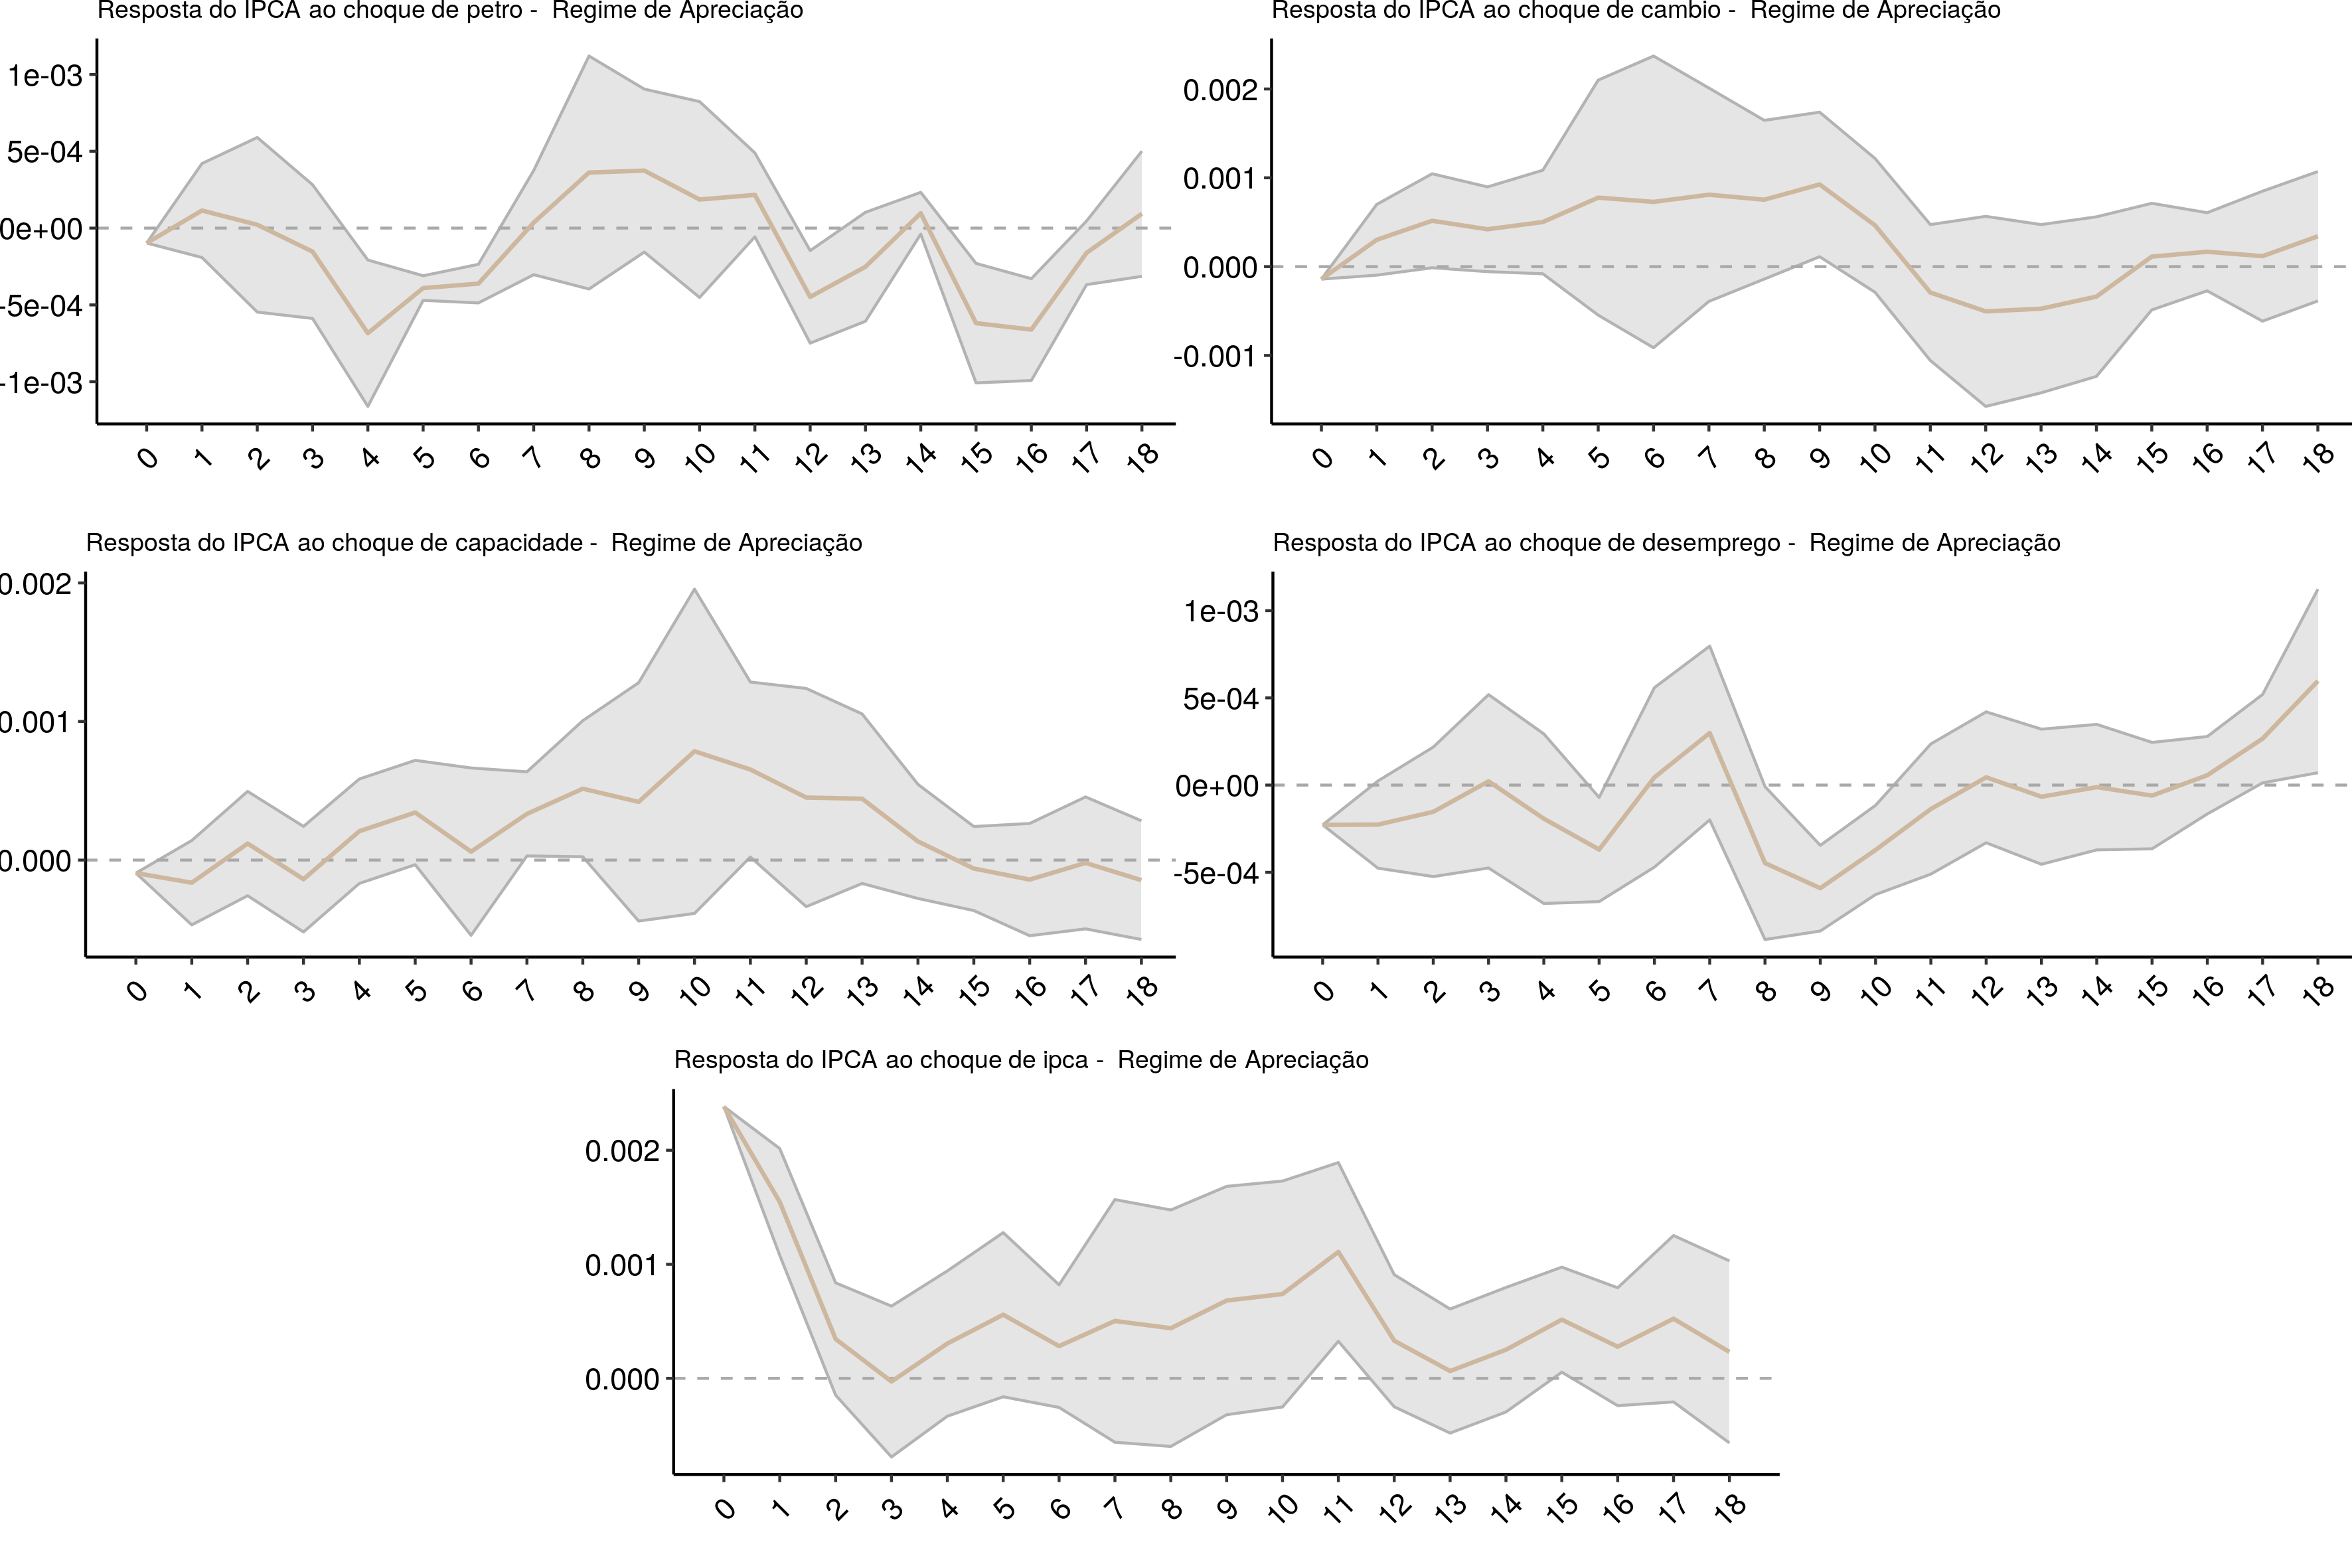 Resposta do IPCA ao choque de petro -  Regime de Apreciação
1e-03
5e-04
0e+00
-5e-04
-1e-03
0 1 2 3 4 5 6 7 8 9 10 11 12 13 14 15 16 17 18
Resposta do IPCA ao choque de cambio -  Regime de Apreciação
0.002
0.001
0.000
-0.001
0 1 2 3 4 5 6 7 8 9 10 11 12 13 14 15 16 17 18
Resposta do IPCA ao choque de capacidade -  Regime de Apreciação
0.002
0.001
0.000
0 1 2 3 4 5 6 7 8 9 10 11 12 13 14 15 16 17 18
Resposta do IPCA ao choque de desemprego -  Regime de Apreciação
1e-03
5e-04
0e+00
-5e-04
0 1 2 3 4 5 6 7 8 9 10 11 12 13 14 15 16 17 18
Resposta do IPCA ao choque de ipca -  Regime de Apreciação
0.002
0.001
0.000
0 1 2 3 4 5 6 7 8 9 10 11 12 13 14 15 16 17 18